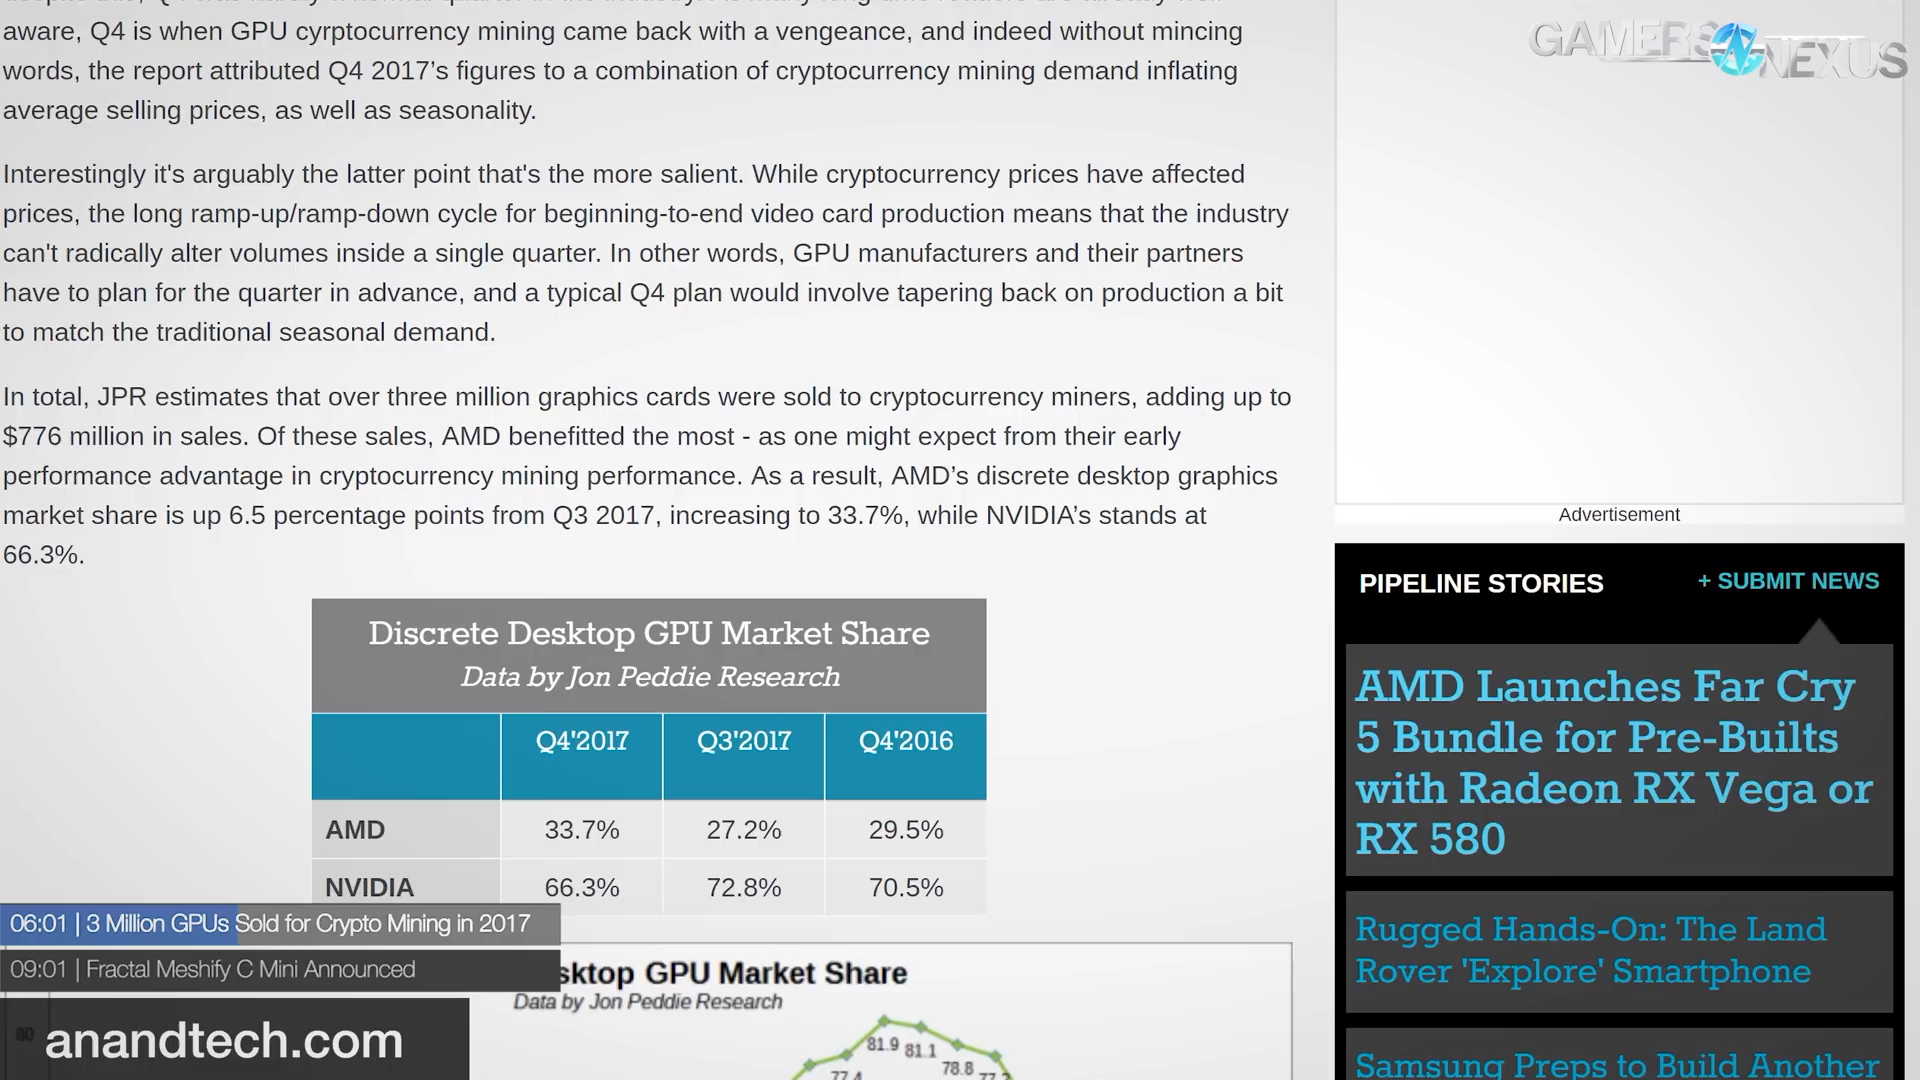 aware, Q4 is when GPU cyrptocurrency mining came back with a vengeance, and indeed without mincing
words, the report attributed Q4 2017’s figures to a combination of cryptocurrency mining demand inflating
average selling prices, as well as seasonality.
Interestingly it's arguably the latter point that's the more salient. While cryptocurrency prices have affected
prices, the long ramp-up/ramp-down cycle for beginning-to-end video card production means that the industry
can't radically alter volumes inside a single quarter. In other words, GPU manufacturers and their partners
have to plan for the quarter in advance, and a typical Q4 plan would involve tapering back on production a bit
to match the traditional seasonal demand.
In total, JPR estimates that over three million graphics cards were sold to cryptocurrency miners, adding up to
$776 million in sales. Of these sales, AMD benefitted the most - as one might expect from their early
performance advantage in cryptocurrency mining performance. As a result, AMD’s discrete desktop graphics
market share is up 6.5 percentage points from Q3 2017, increasing to 33.7%, while NVIDIA’s stands at
66.3%.
Discrete Desktop GPU Market Share
Data by Jon Peddie Research
Q4'2017 Q3'2017 Q4'2016
AMD 33.7% 27.2% 29.5%
NVIDIA 66.3% 72.8% 70.5%
06:01 | 3 Million GPUs Sold for Crypto Mining in 2017
09:01 | Fractal Meshify C Mini Announced
sktop GPU Market Share
Data by Jon Peddie Research
80
81.9 81.1
78.8
77.4
anandtech.com
GAMERS NEXUS
Advertisement
PIPELINE STORIES
+ SUBMIT NEWS
AMD Launches Far Cry
5 Bundle for Pre-Builts
with Radeon RX Vega or
RX 580
Rugged Hands-On: The Land
Rover 'Explore' Smartphone
Samsung Preps to Build Another